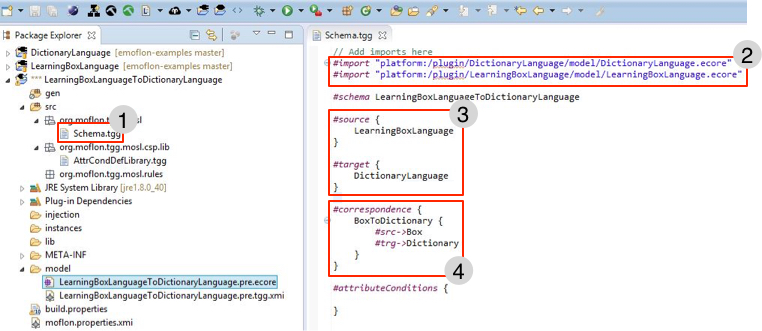 Package Explorer
DictionaryLanguage [emoflon-examples master]
LearningBoxLanguage [emoflon-examples master]
*** LearningBoxLanguageToDictionaryLanguage
gen
src
org.moflon.tgg.mosl
1
Schema.tgg
org.moflon.tgg.mosl.csp.lib
AttrCondDefLibrary.tgg
org.moflon.tgg.mosl.rules
JRE System Library [jre1.8.0_40]
Plug-in Dependencies
injection
instances
lib
META-INF
model
LearningBoxLanguageToDictionaryLanguage.pre.ecore
LearningBoxLanguageToDictionaryLanguage.pre.tgg.xmi
build.properties
moflon.properties.xmi
Schema.tgg
// Add imports here
2
#import "platform:/plugin/DictionaryLanguage/model/DictionaryLanguage.ecore"
#import "platform:/plugin/LearningBoxLanguage/model/LearningBoxLanguage.ecore"
#schema LearningBoxLanguageToDictionaryLanguage
3
#source {
LearningBoxLanguage
}
#target {
DictionaryLanguage
}
#correspondence {
BoxToDictionary {
#src->Box
#trg->Dictionary
}
}
4
#attributeConditions {
}